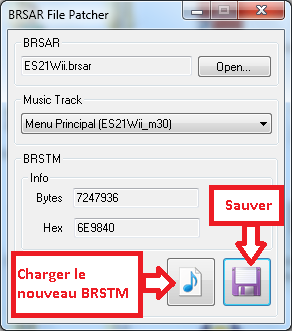 BRSAR File Patcher
BRSAR
ES21Wii.brsar
Open...
Music Track
Menu Principal (ES21Wii_m30)
BRSTM
Info
Bytes
7247936
Hex
6E9840
Sauver
Charger le
nouveau BRSTM